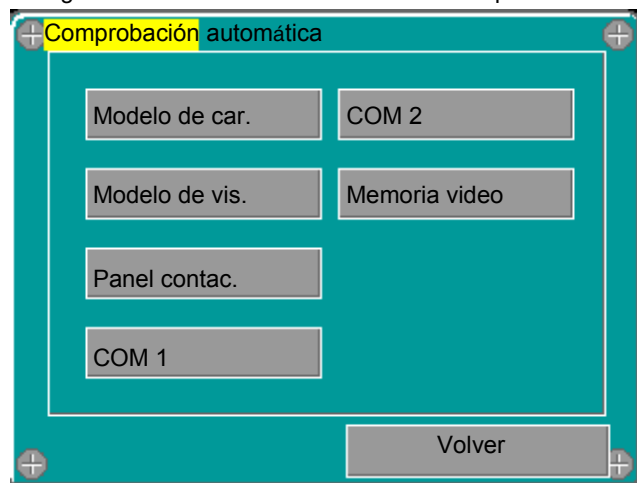 Comprobación automática
Modelo de car.
COM 2
Modelo de vis.
Memoria video
Panel contac.
COM 1
Volver